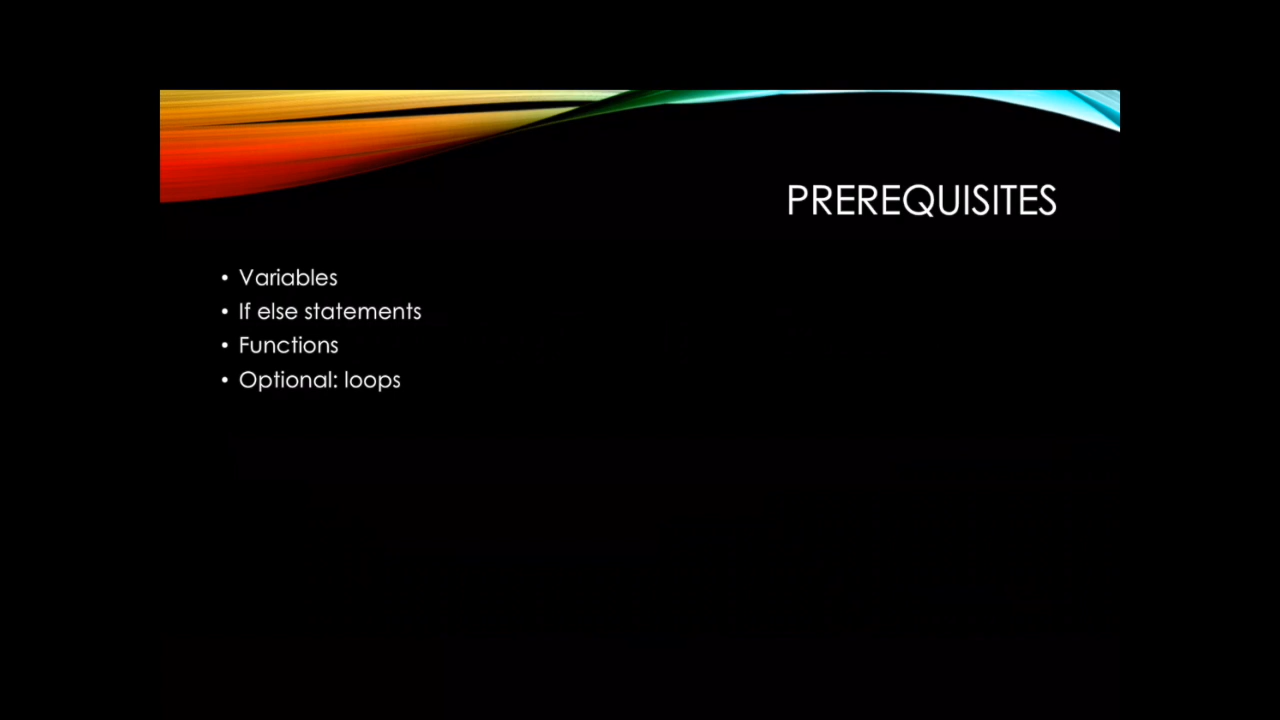 PREREQUISITES
• Variables
• If else statements
• Functions
• Optional: loops